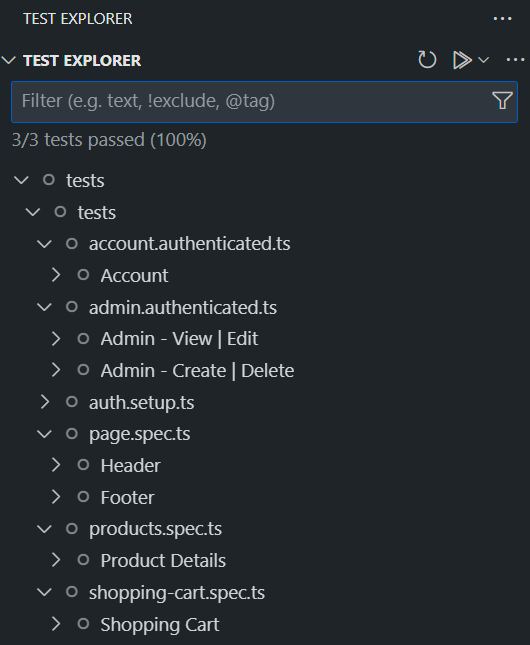 TEST EXPLORER
TEST EXPLORER
Filter (e.g. text, !exclude, @tag)
3/3 tests passed (100%)
tests
tests
account.authenticated.ts
Account
admin.authenticated.ts
Admin - View | Edit
Admin - Create | Delete
auth.setup.ts
page.spec.ts
Header
Footer
products.spec.ts
Product Details
shopping-cart.spec.ts
Shopping Cart